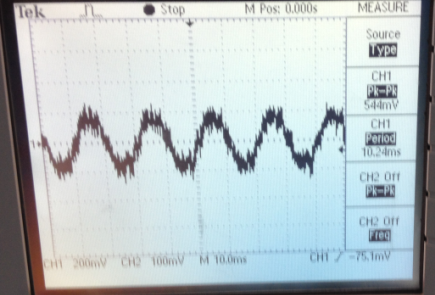 Tek Stop M Pos: 0.000s MEASURE
Source
Type
CH1
Pk-Pk
544mV
CH1
Period
10.24ms
CH2 Off
Pk-Pk
CH2 Off
Freq
1
CH1 200mV CH2 100mV M 10.0ms CH1 -75.1mV